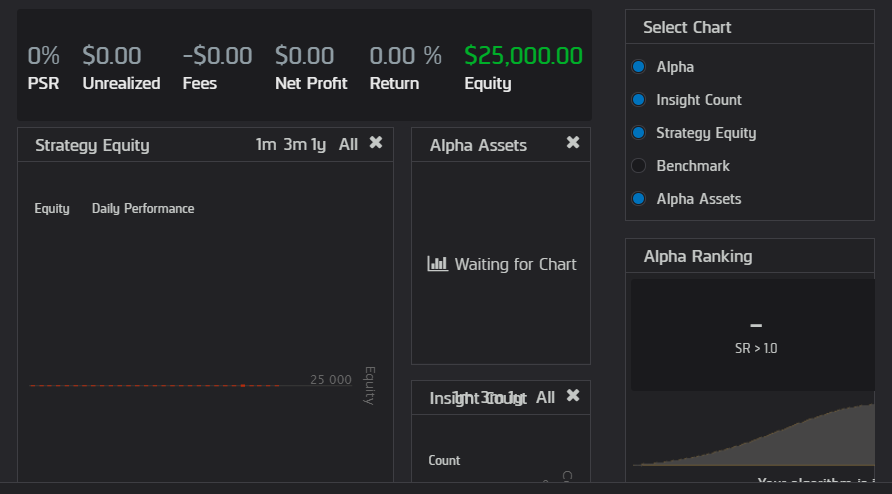 0% $0.00 -$0.00 $0.00 0.00 % $25,000.00
PSR Unrealized Fees Net Profit Return Equity
Strategy Equity 1m 3m 1y All
Equity Daily Performance
25 000
Equity
Alpha Assets
Waiting for Chart
Insight Count 1m 3m 1y All
Count
Select Chart
Alpha
Insight Count
Strategy Equity
Benchmark
Alpha Assets
Alpha Ranking
–
SR > 1.0
Your algorithm is